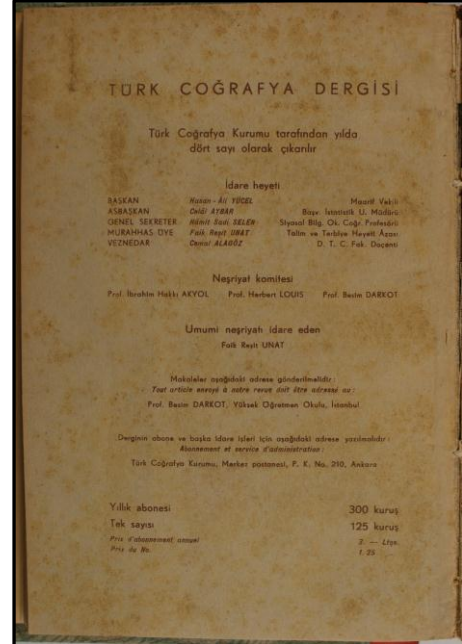 TÜRK COĞRAFYA DERGİSİ
Türk Coğrafya Kurumu tarafından yılda
dört sayı olarak çıkarılır
İdare heyeti
BAŞKAN Hasan-Âli YÜCEL Maarif Vekili
ASBAŞKAN Celâl AYBAR Başv. İstatistik U. Müdürü
GENEL SEKRETER Hâmit Sadi SELEN Siyasal Bilg. Ok. Coğr. Profesörü
MURAHHAS ÜYE Faik Reşit UNAT Talim ve Terbiye Heyeti Âzası
VEZNEDAR Cemal ALAGÖZ D. T. C. Fak. Doçenti
Neşriyat komitesi
Prof. İbrahim Hakkı AKYOL Prof. Herbert LOUIS Prof. Besim DARKOT
Umumi neşriyatı idare eden
Faik Reşit UNAT
Makaleler aşağıdaki adrese gönderilmelidir:
Tout article envoyé à notre revue doit être adressé au:
Prof. Besim DARKOT, Yüksek Öğretmen Okulu, İstanbul
Derginin abone ve başka idare işleri için aşağıdaki adrese yazılmalıdır:
Abonnement et service d'administration:
Türk Coğrafya Kurumu, Merkez postanesi, P. K. No. 210, Ankara
Yıllık abonesi 300 kuruş
Tek sayısı 125 kuruş
Prix d'abonnement annuel 3. — Ltqs.
Prix du No. 1 25